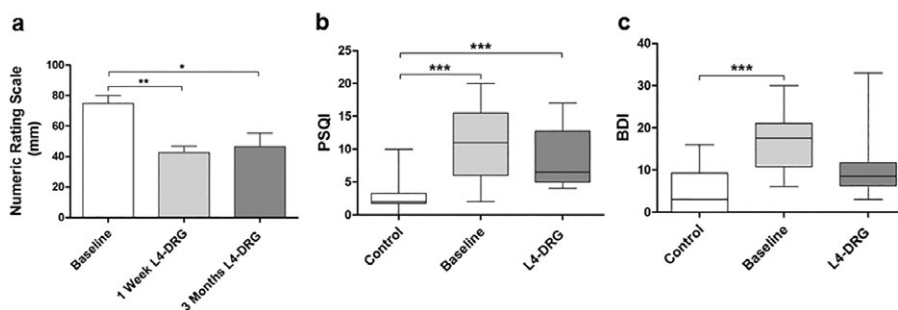 a
Numeric Rating Scale
(mm)
100
80
60
40
20
0
*
**
Baseline
1 Week L4-DRG
3 Months L4-DRG
b
PSQI
25
20
15
10
5
0
***
***
Control
Baseline
L4-DRG
c
BDI
40
30
20
10
0
***
Control
Baseline
L4-DRG